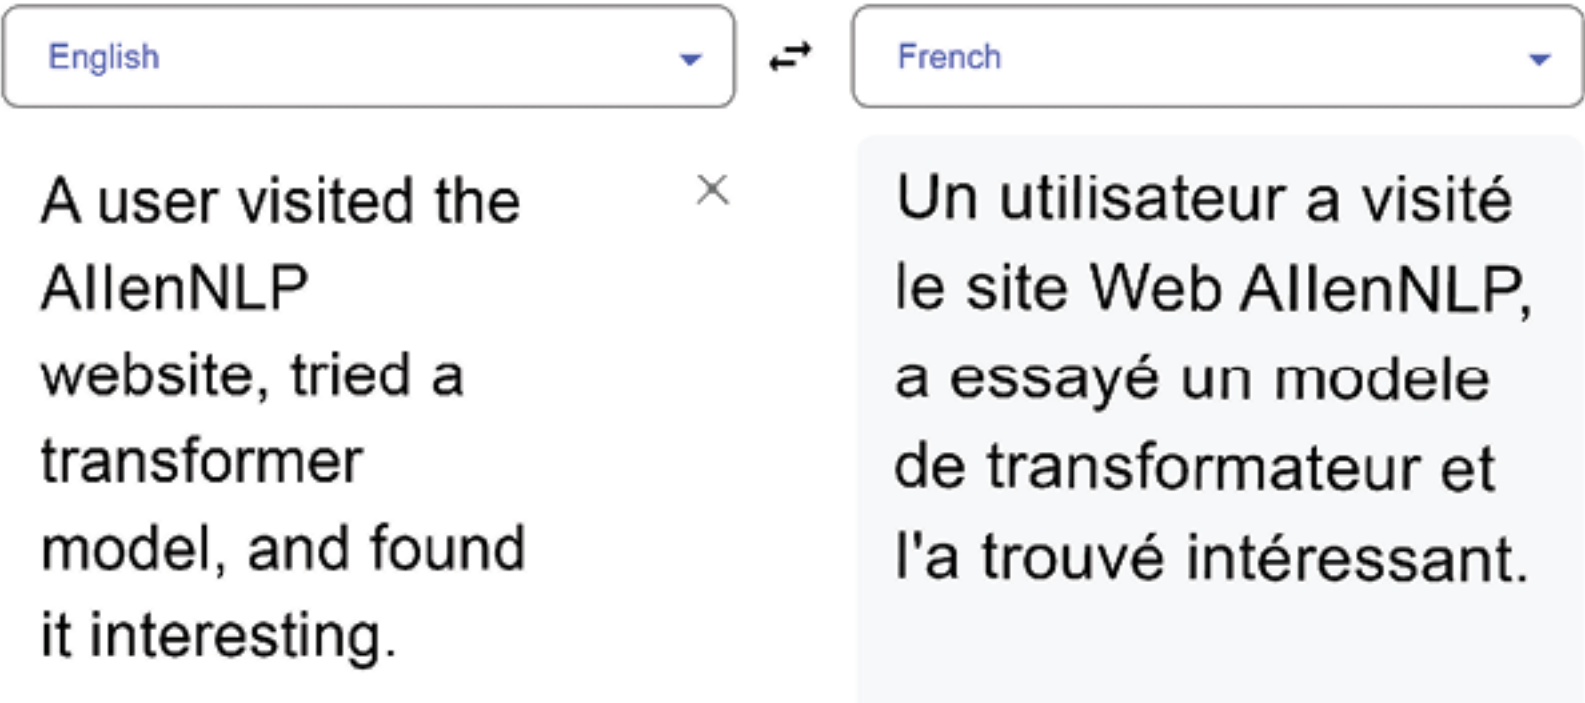 English
French
A user visited the
AllenNLP
website, tried a
transformer
model, and found
it interesting.
Un utilisateur a visité
le site Web AllenNLP,
a essayé un modele
de transformateur et
l'a trouvé intéressant.